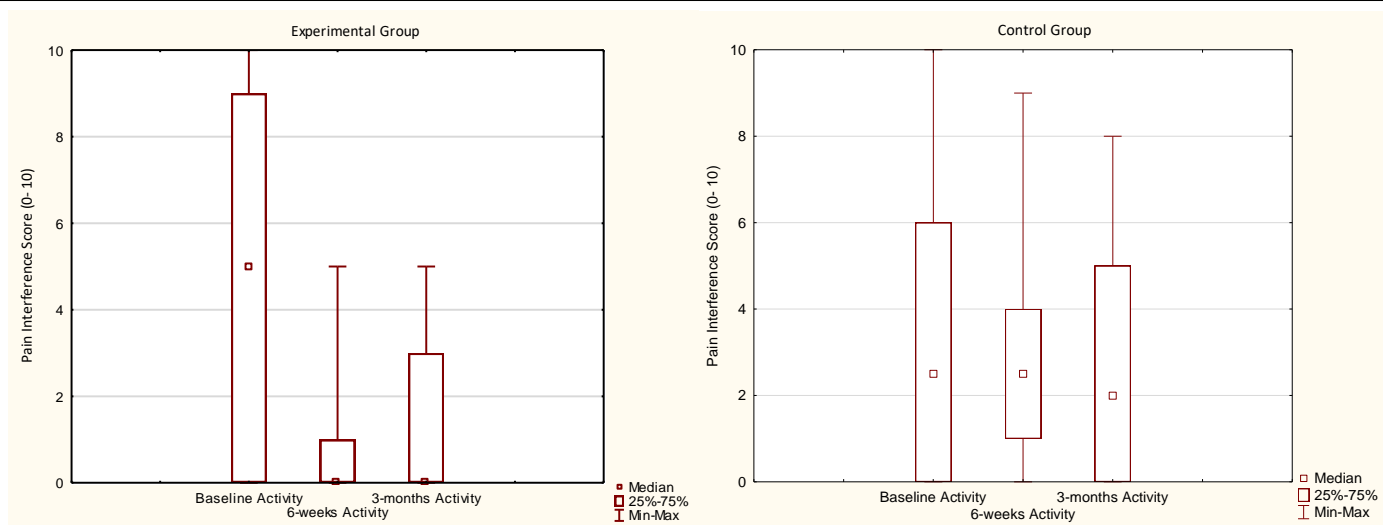 Experimental Group
Pain Interference Score (0- 10)
10
8
6
4
2
0
Baseline Activity
6-weeks Activity
3-months Activity
Median
25%-75%
Min-Max
Control Group
Pain Interference Score (0- 10)
10
8
6
4
2
0
Baseline Activity
6-weeks Activity
3-months Activity
Median
25%-75%
Min-Max